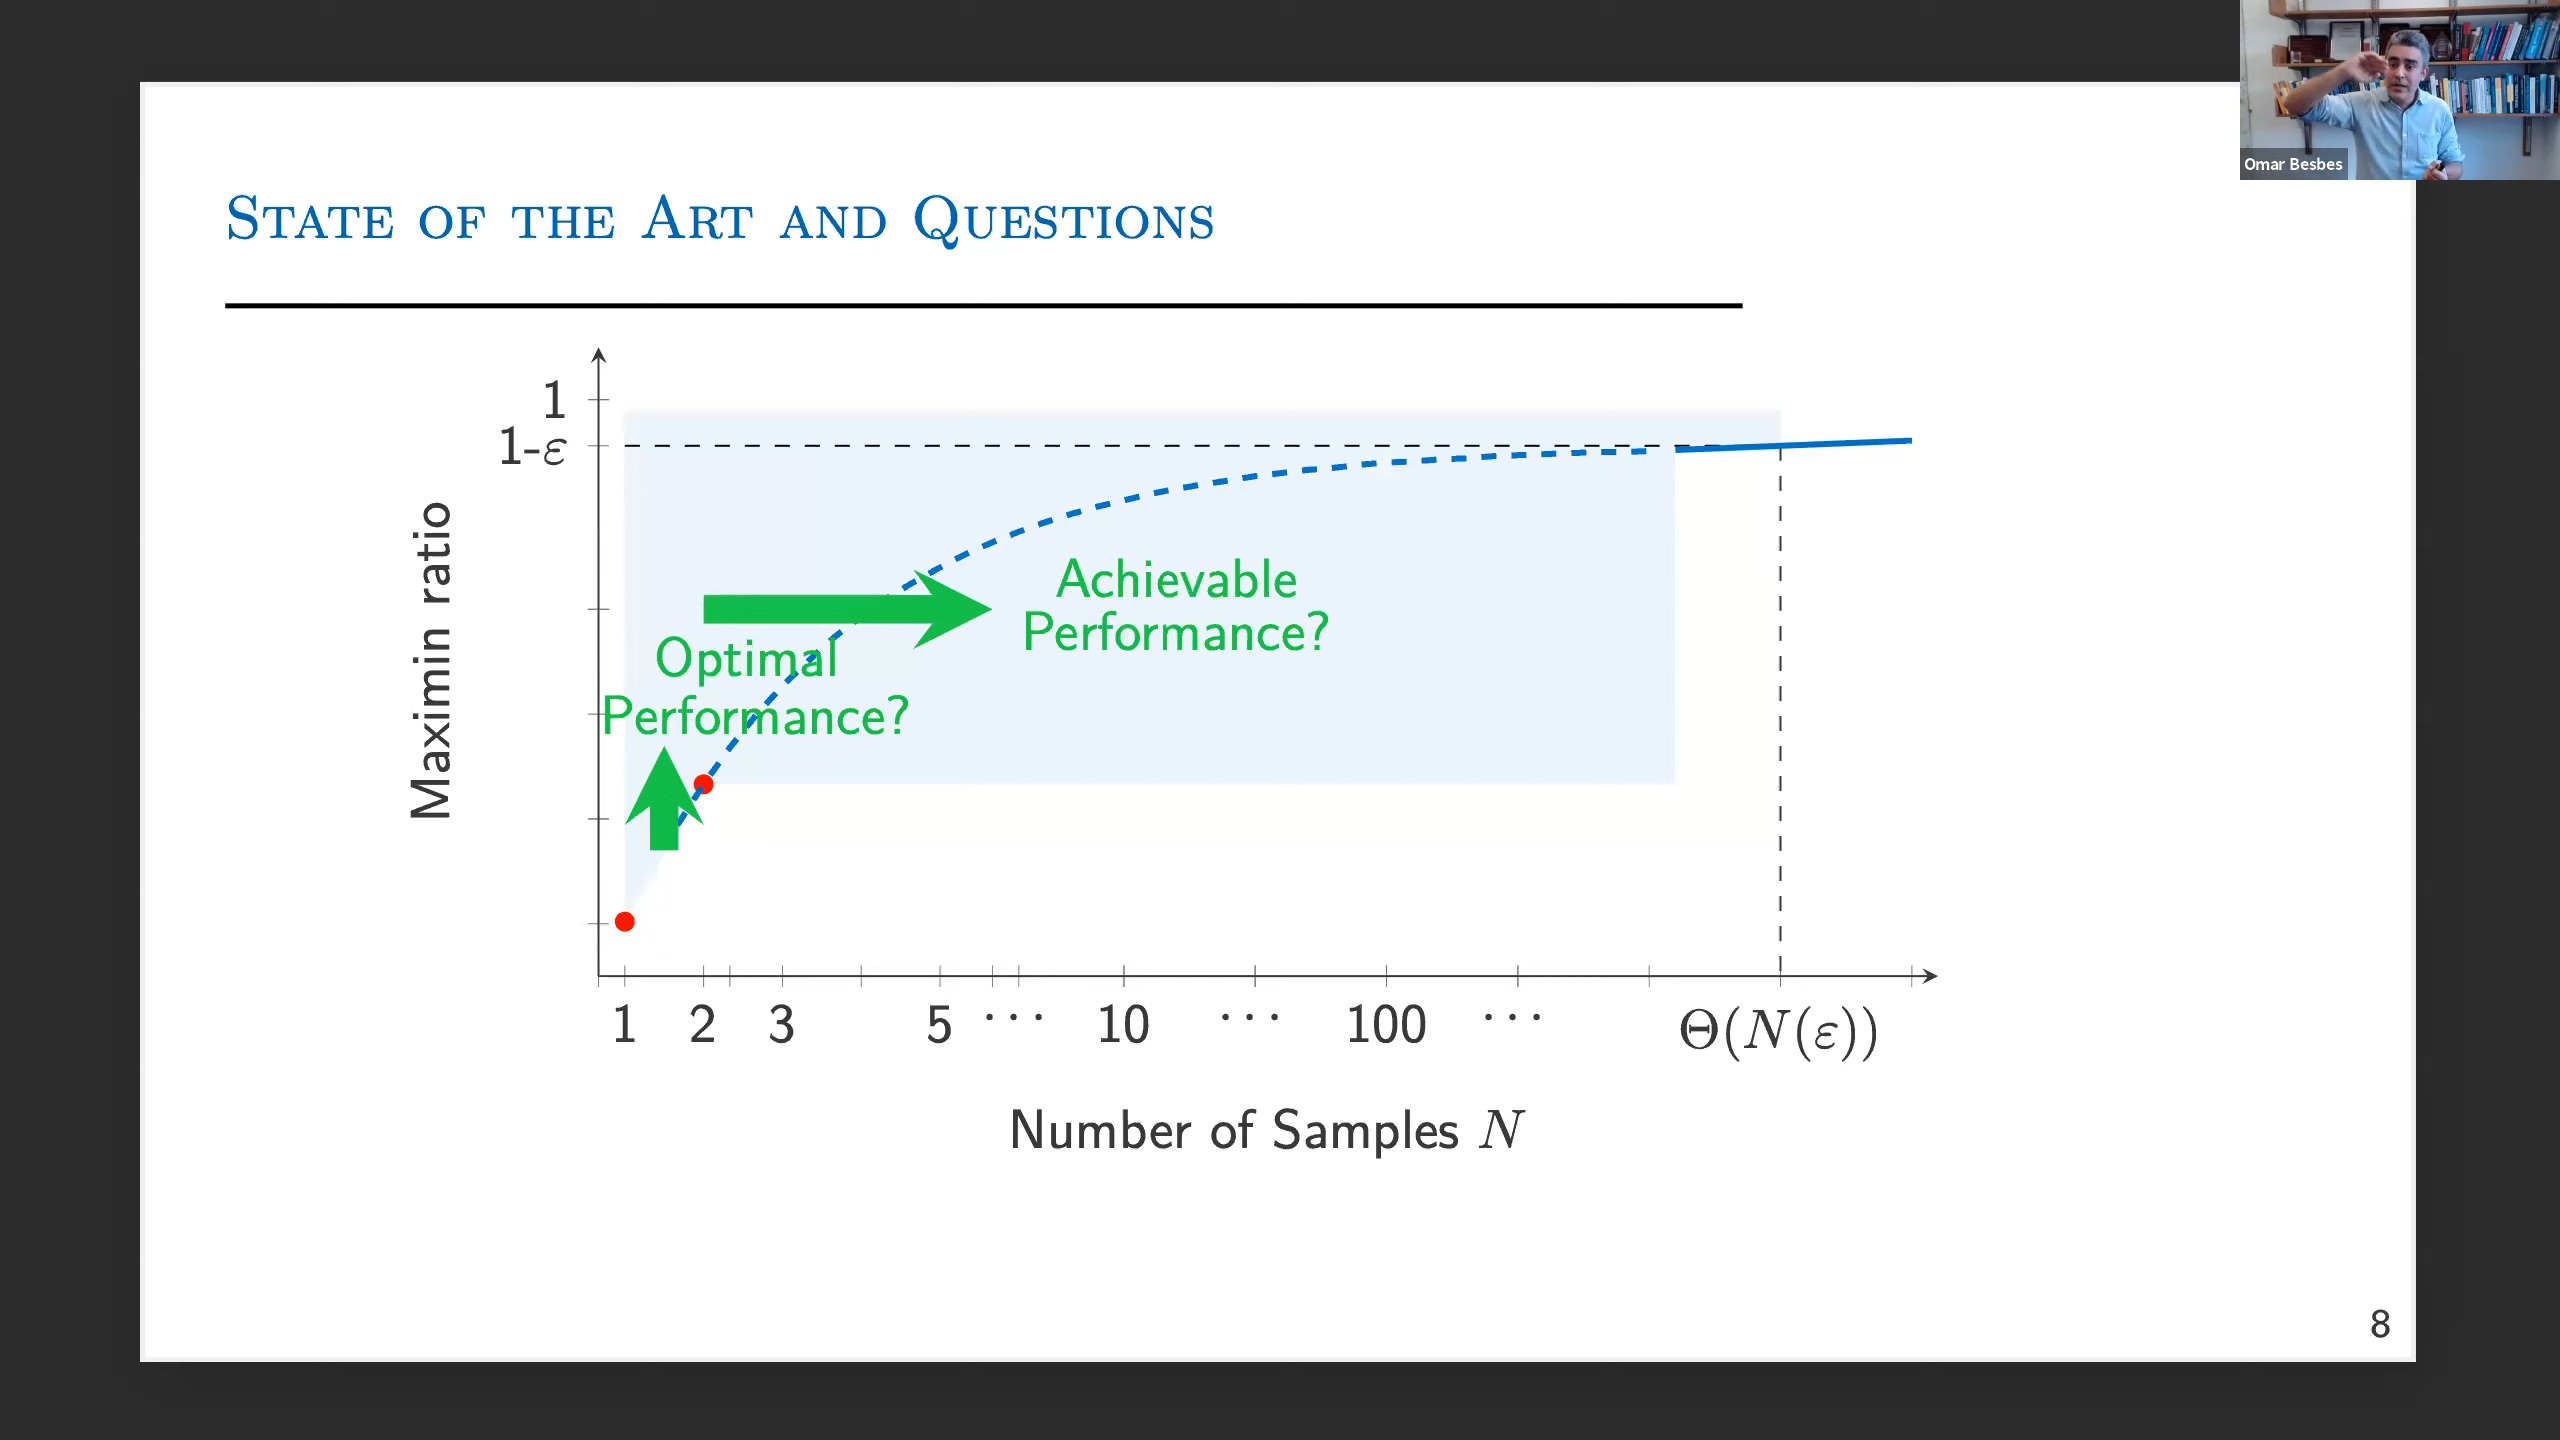 Omar Besbes
State of the Art and Questions
1
1-ε
Maximin ratio
Achievable
Performance?
Optimal
Performance?
1 2 3 5 ··· 10 ··· 100 ··· Θ(N(ε))
Number of Samples N
8